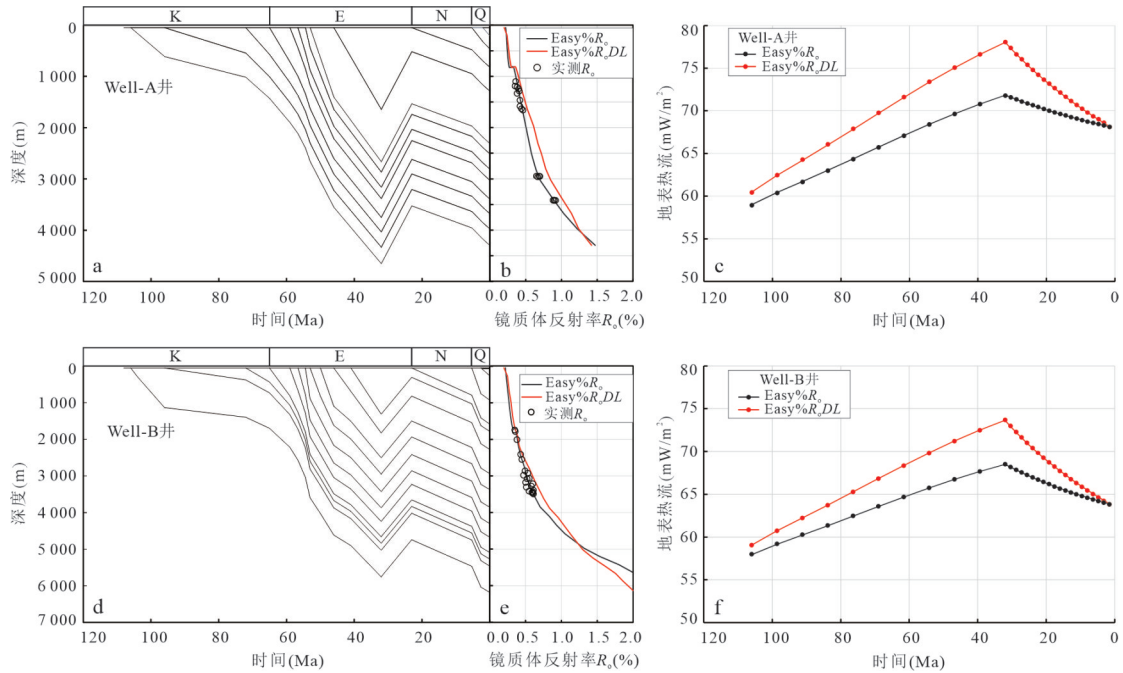 K E N Q
0
1 000
2 000
3 000
4 000
5 000
深度(m)
Well-A井
a
120 100 80 60 40 20
时间(Ma)
Easy%Rₒ
Easy%RₒDL
实测Rₒ
b
0.0 0.5 1.0 1.5 2.0
镜质体反射率Rₒ(%)
80
75
70
65
60
55
50
地表热流(mW/m²)
Well-A井
Easy%Rₒ
Easy%RₒDL
c
120 100 80 60 40 20 0
时间(Ma)
K E N Q
0
1 000
2 000
3 000
4 000
5 000
6 000
7 000
深度(m)
Well-B井
d
120 100 80 60 40 20
时间(Ma)
Easy%Rₒ
Easy%RₒDL
实测Rₒ
e
0.0 0.5 1.0 1.5 2.0
镜质体反射率Rₒ(%)
80
75
70
65
60
55
50
地表热流(mW/m²)
Well-B井
Easy%Rₒ
Easy%RₒDL
f
120 100 80 60 40 20 0
时间(Ma)